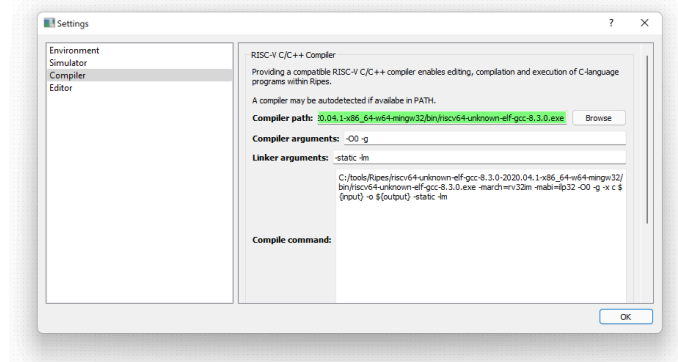 Settings
?
Environment
Simulator
Compiler
Editor
RISC-V C/C++ Compiler
Providing a compatible RISC-V C/C++ compiler enables editing, compilation and execution of C-language
programs within Ripes.
A compiler may be autodetected if availabe in PATH.
Compiler path: 20.04.1-x86_64-w64-mingw32/bin/riscv64-unknown-elf-gcc-8.3.0.exe Browse
Compiler arguments: -O0 -g
Linker arguments: -static -lm
C:/tools/Ripes/riscv64-unknown-elf-gcc-8.3.0-2020.04.1-x86_64-w64-mingw32/
bin/riscv64-unknown-elf-gcc-8.3.0.exe -march=rv32im -mabi=ilp32 -O0 -g -x c $
{input} -o ${output} -static -lm
Compile command:
OK